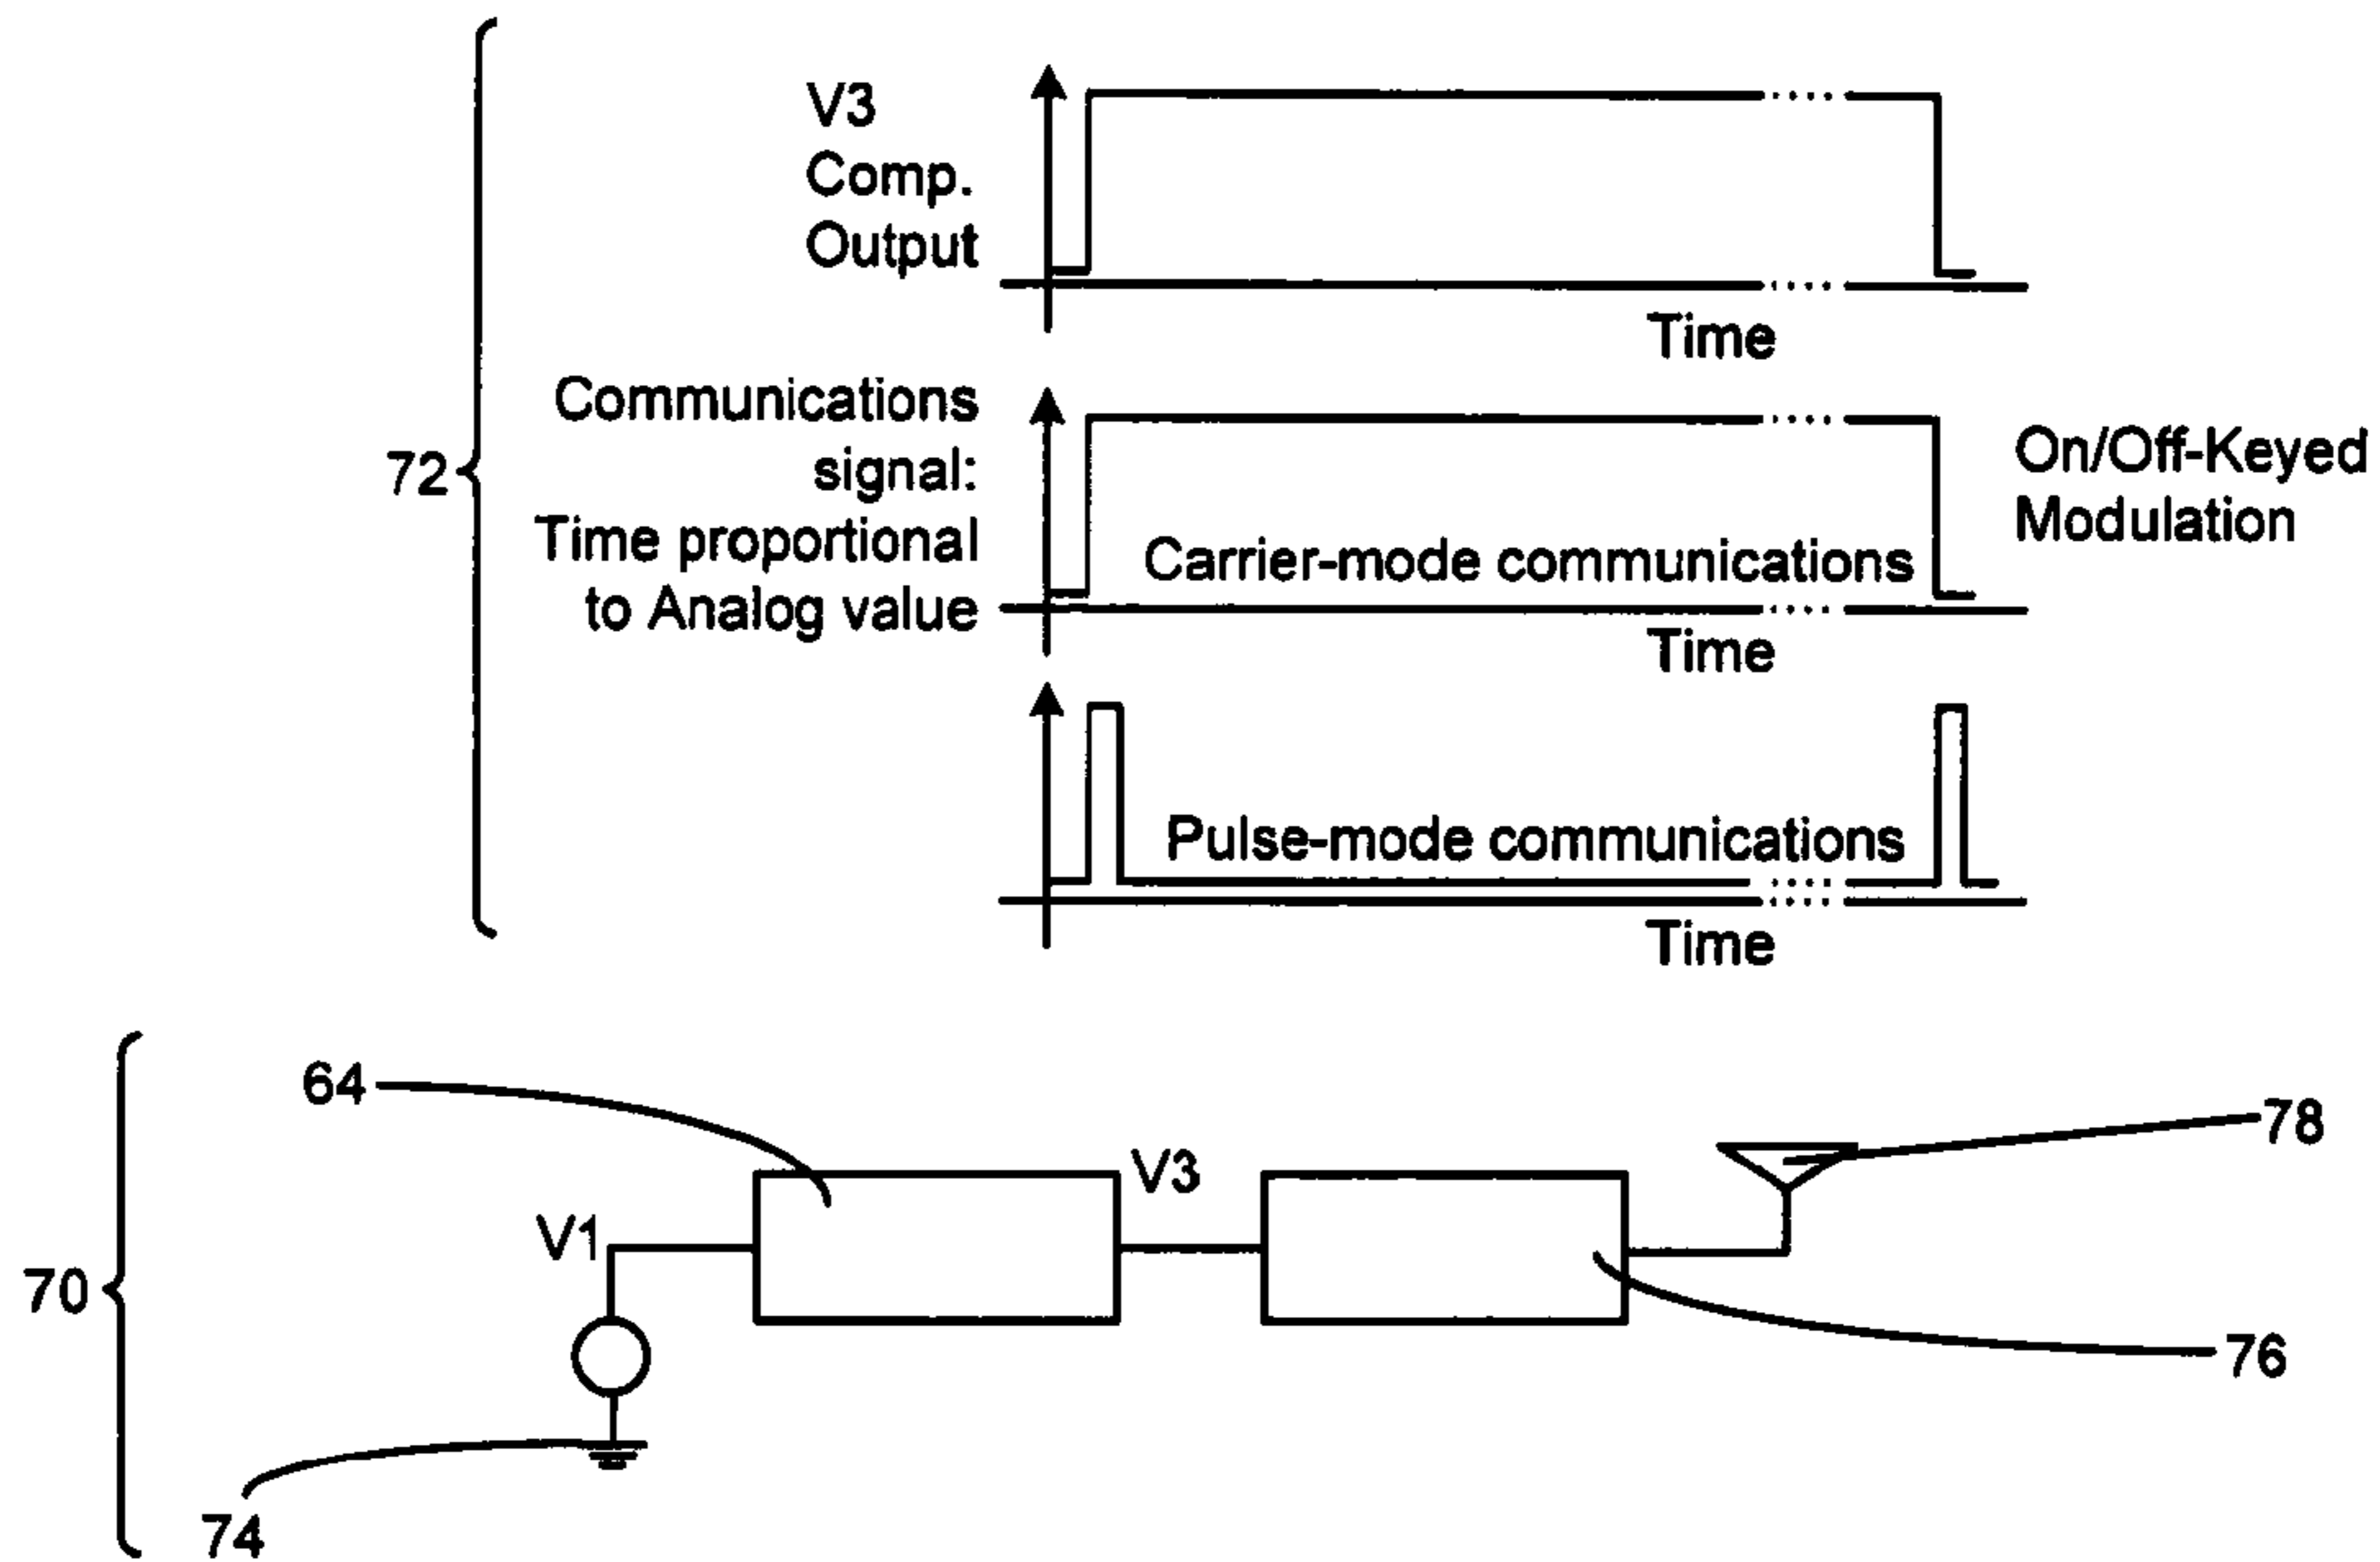 V3
Comp.
Output
Time
72
Communications
signal:
Time proportional
to Analog value
On/Off-Keyed
Modulation
Carrier-mode communications
Time
Pulse-mode communications
Time
70
64
V1
V3
78
76
74